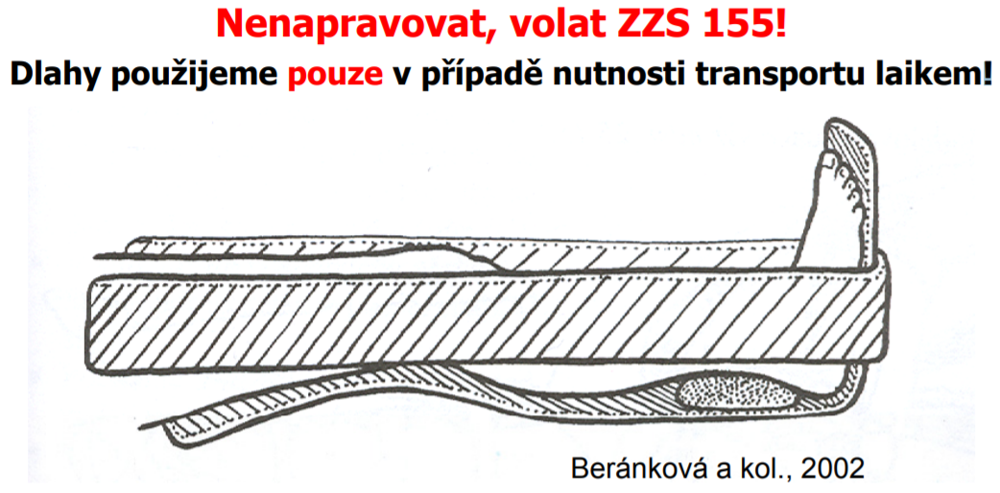 Nenapravovat, volat ZZS 155!
Dlahy použijeme pouze v případě nutnosti transportu laikem!
Beránková a kol., 2002